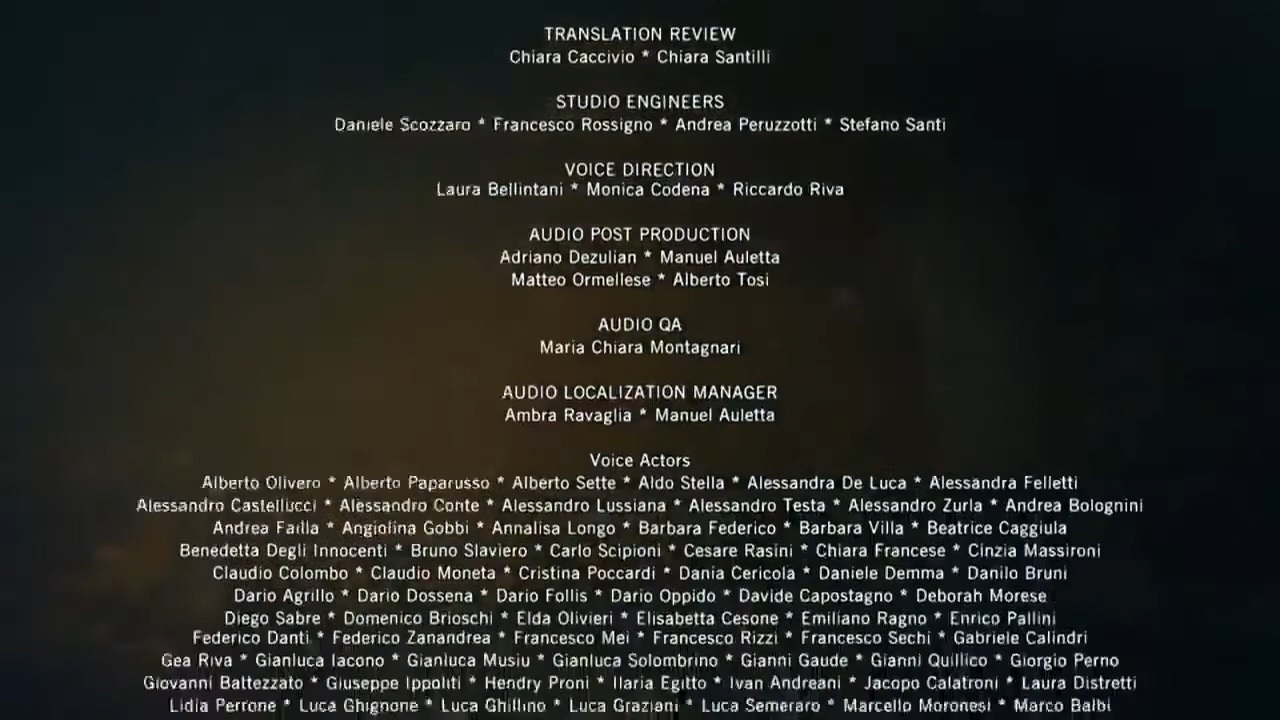 TRANSLATION REVIEW
Chiara Caccivio * Chiara Santilli
STUDIO ENGINEERS
Daniele Scozzaro * Francesco Rossigno * Andrea Peruzzotti * Stefano Santi
VOICE DIRECTION
Laura Bellintani * Monica Codena * Riccardo Riva
AUDIO POST PRODUCTION
Adriano Dezulian * Manuel Auletta
Matteo Ormellese * Alberto Tosi
AUDIO QA
Maria Chiara Montagnari
AUDIO LOCALIZATION MANAGER
Ambra Ravaglia * Manuel Auletta
Voice Actors
Alberto Olivero * Alberto Paparusso * Alberto Sette * Aldo Stella * Alessandra De Luca * Alessandra Felletti
Alessandro Castellucci * Alessandro Conte * Alessandro Lussiana * Alessandro Testa * Alessandro Zurla * Andrea Bolognini
Andrea Failla * Angiolina Gobbi * Annalisa Longo * Barbara Federico * Barbara Villa * Beatrice Caggiula
Benedetta Degli Innocenti * Bruno Slaviero * Carlo Scipioni * Cesare Rasini * Chiara Francese * Cinzia Massironi
Claudio Colombo * Claudio Moneta * Cristina Poccardi * Dania Cericola * Daniele Demma * Danilo Bruni
Dario Agrillo * Dario Dossena * Dario Follis * Dario Oppido * Davide Capostagno * Deborah Morese
Diego Sabre * Domenico Brioschi * Elda Olivieri * Elisabetta Cesone * Emiliano Ragno * Enrico Pallini
Federico Danti * Federico Zanandrea * Francesco Mei * Francesco Rizzi * Francesco Sechi * Gabriele Calindri
Gea Riva * Gianluca Iacono * Gianluca Musiu * Gianluca Solombrino * Gianni Gaude * Gianni Quillico * Giorgio Perno
Giovanni Battezzato * Giuseppe Ippoliti * Hendry Proni * Ilaria Egitto * Ivan Andreani * Jacopo Calatroni * Laura Distretti
Lidia Perrone * Luca Ghignone * Luca Ghillino * Luca Graziani * Luca Semeraro * Marcello Moronesi * Marco Balbi